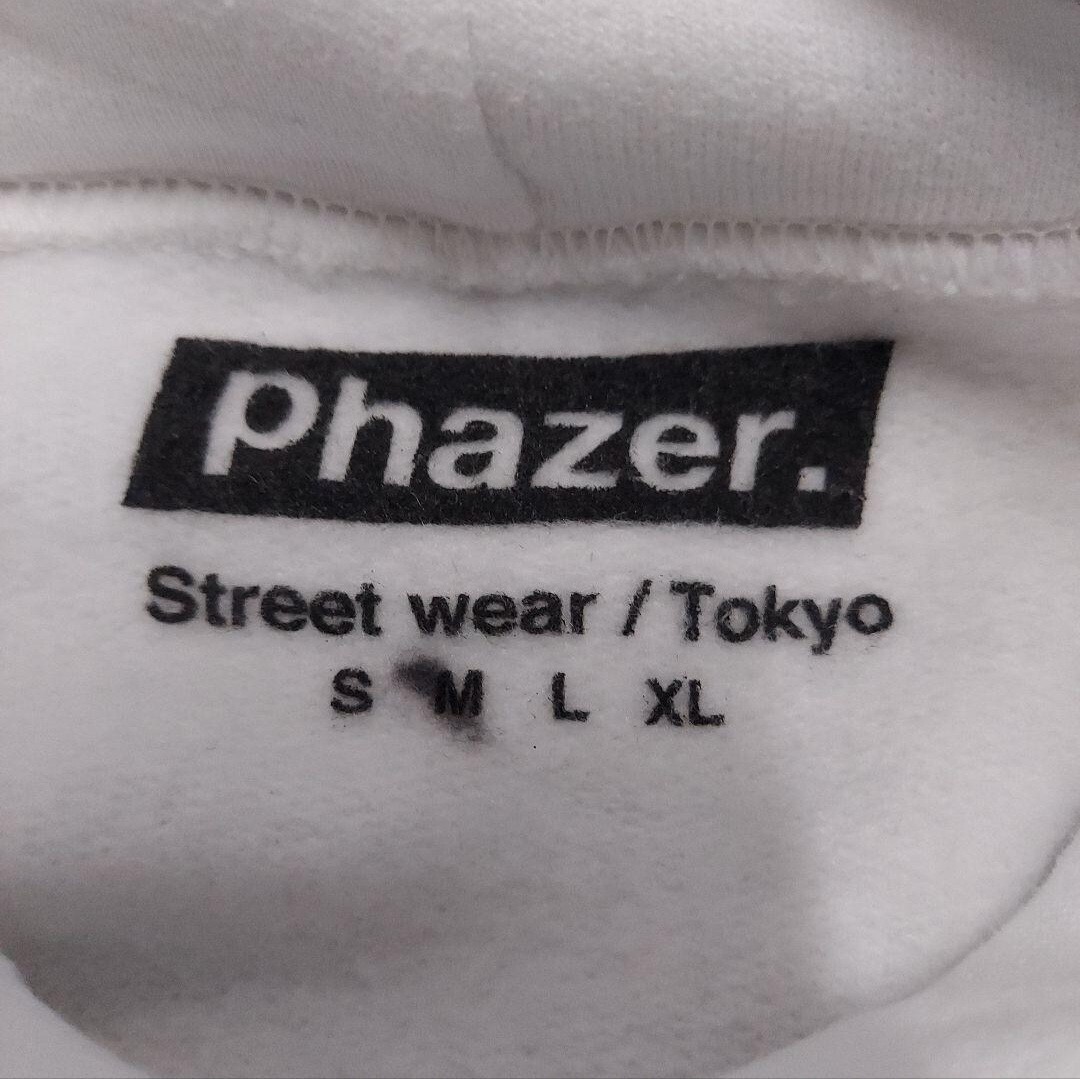 Phazer.
Street wear / Tokyo
S M L XL